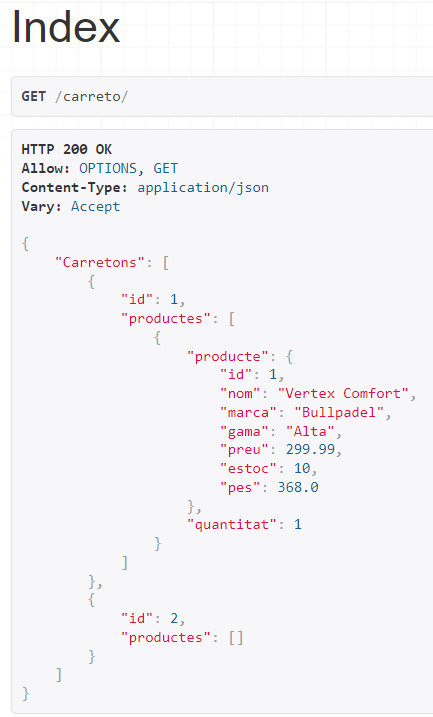 Index
GET /carreto/
HTTP 200 OK
Allow: OPTIONS, GET
Content-Type: application/json
Vary: Accept
{
    "Carretons": [
        {
            "id": 1,
            "productes": [
                {
                    "producte": {
                        "id": 1,
                        "nom": "Vertex Comfort",
                        "marca": "Bullpadel",
                        "gama": "Alta",
                        "preu": 299.99,
                        "estoc": 10,
                        "pes": 368.0
                    },
                    "quantitat": 1
                }
            ]
        },
        {
            "id": 2,
            "productes": []
        }
    ]
}